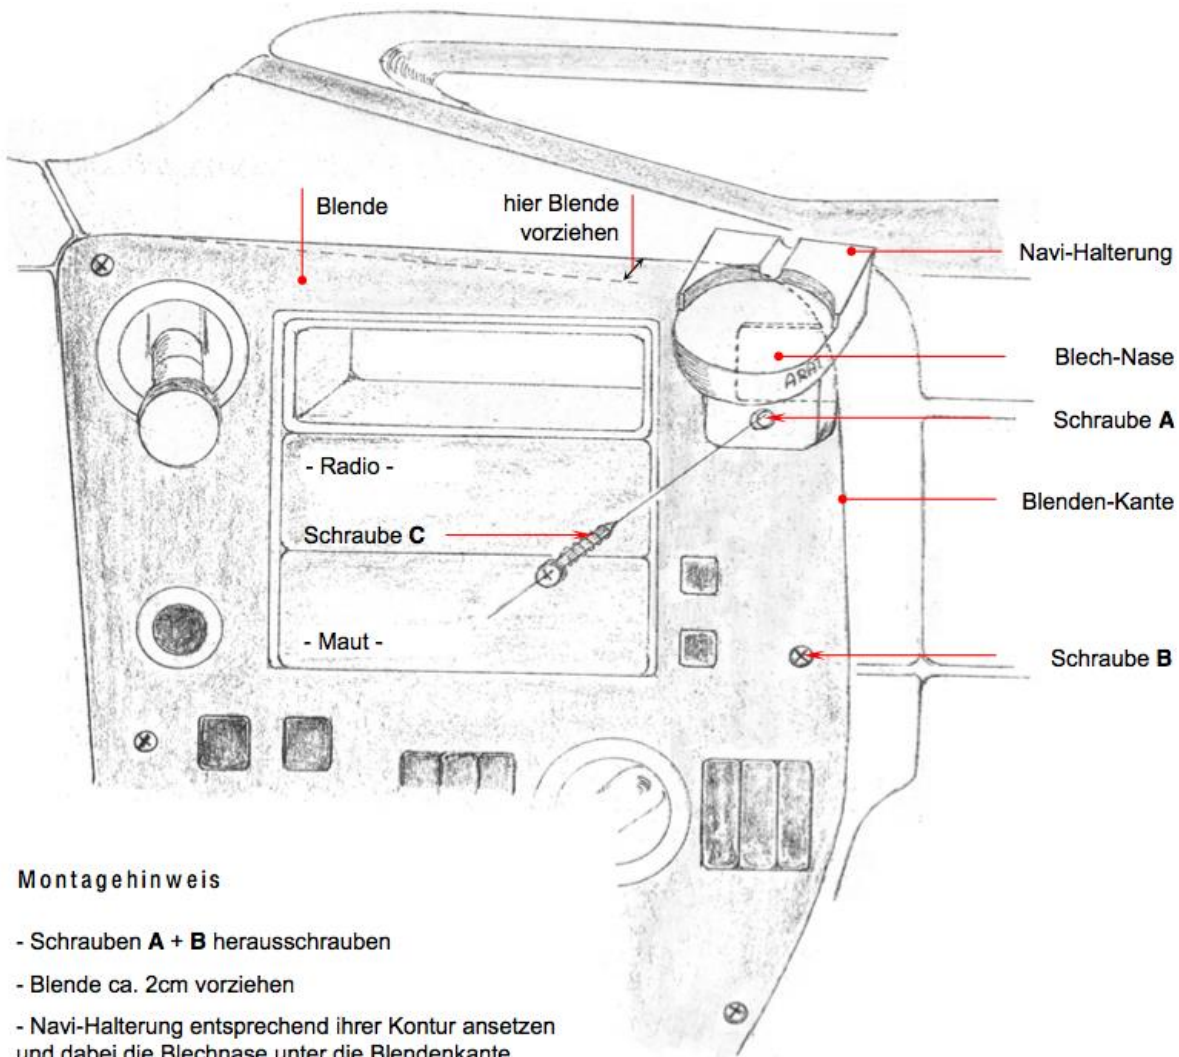 Blende
hier Blende
vorziehen
Navi-Halterung
Blech-Nase
ARAT
Schraube A
Blenden-Kante
- Radio -
Schraube C
- Maut -
Schraube B
Montagehinweis
- Schrauben A + B herausschrauben
- Blende ca. 2cm vorziehen
- Navi-Halterung entsprechend ihrer Kontur ansetzen
und dabei die Blechnase unter die Blendenkante